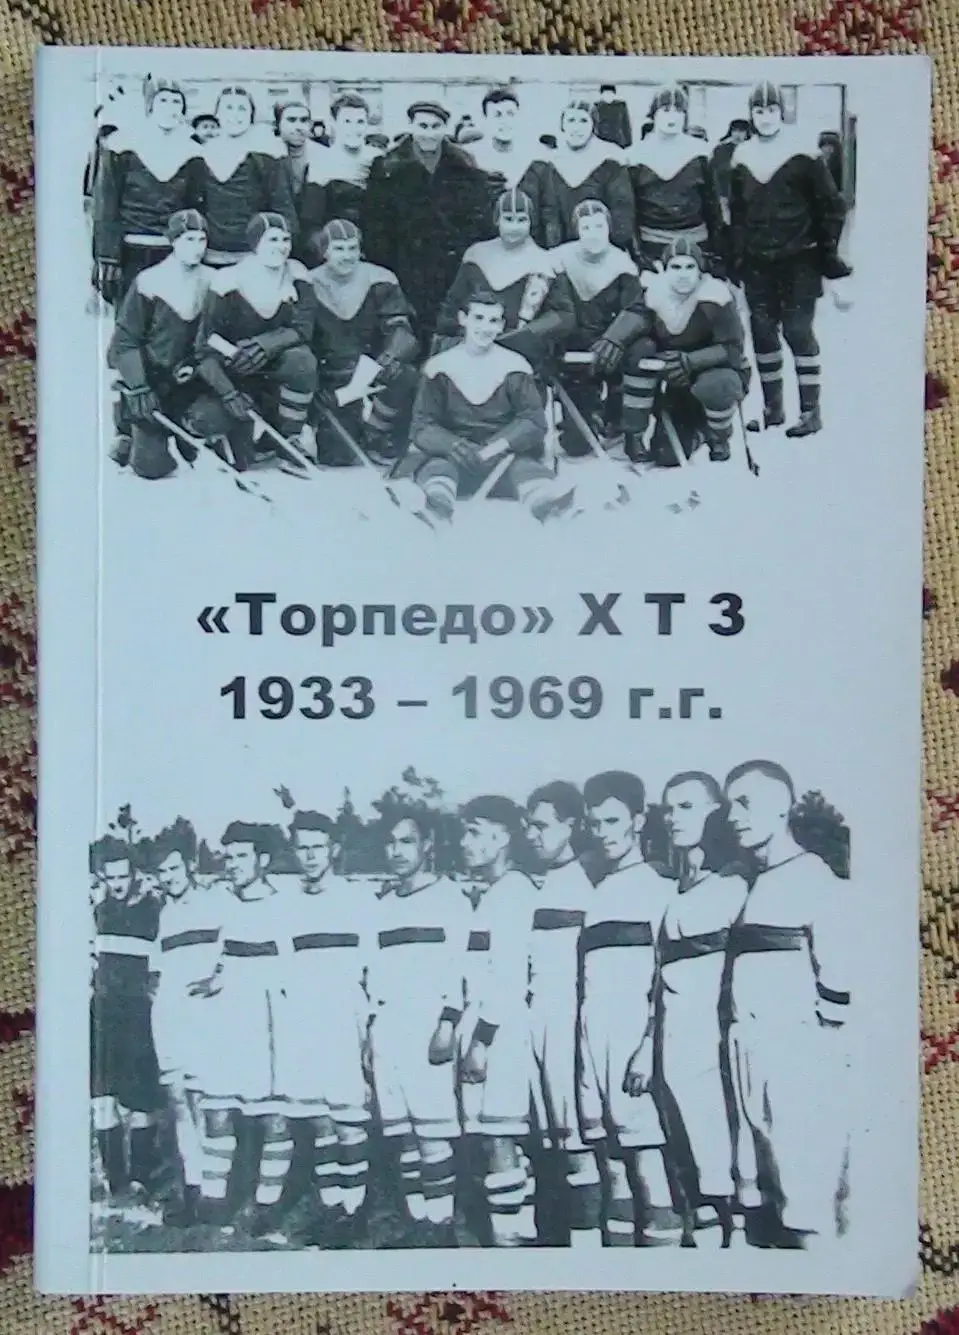 «Торпедо» Х Т З
1933 – 1969 г.г.